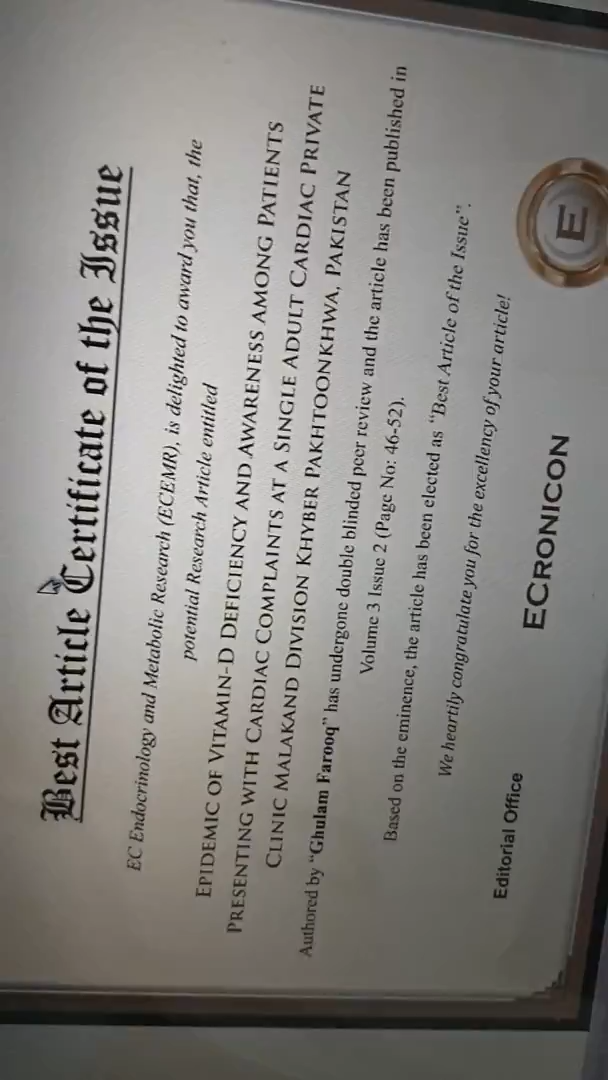 Best Article Certificate of the Issue
EC Endocrinology and Metabolic Research (ECEMR), is delighted to award you that, the
potential Research Article entitled
EPIDEMIC OF VITAMIN-D DEFICIENCY AND AWARENESS AMONG PATIENTS
PRESENTING WITH CARDIAC COMPLAINTS AT A SINGLE ADULT CARDIAC PRIVATE
CLINIC MALAKAND DIVISION KHYBER PAKHTOONKHWA, PAKISTAN
Authored by "Ghulam Farooq" has undergone double blinded peer review and the article has been published in
Volume 3 Issue 2 (Page No: 46-52).
Based on the eminence, the article has been elected as "Best Article of the Issue".
We heartily congratulate you for the excellency of your article!
Editorial Office
ECRONICON
E